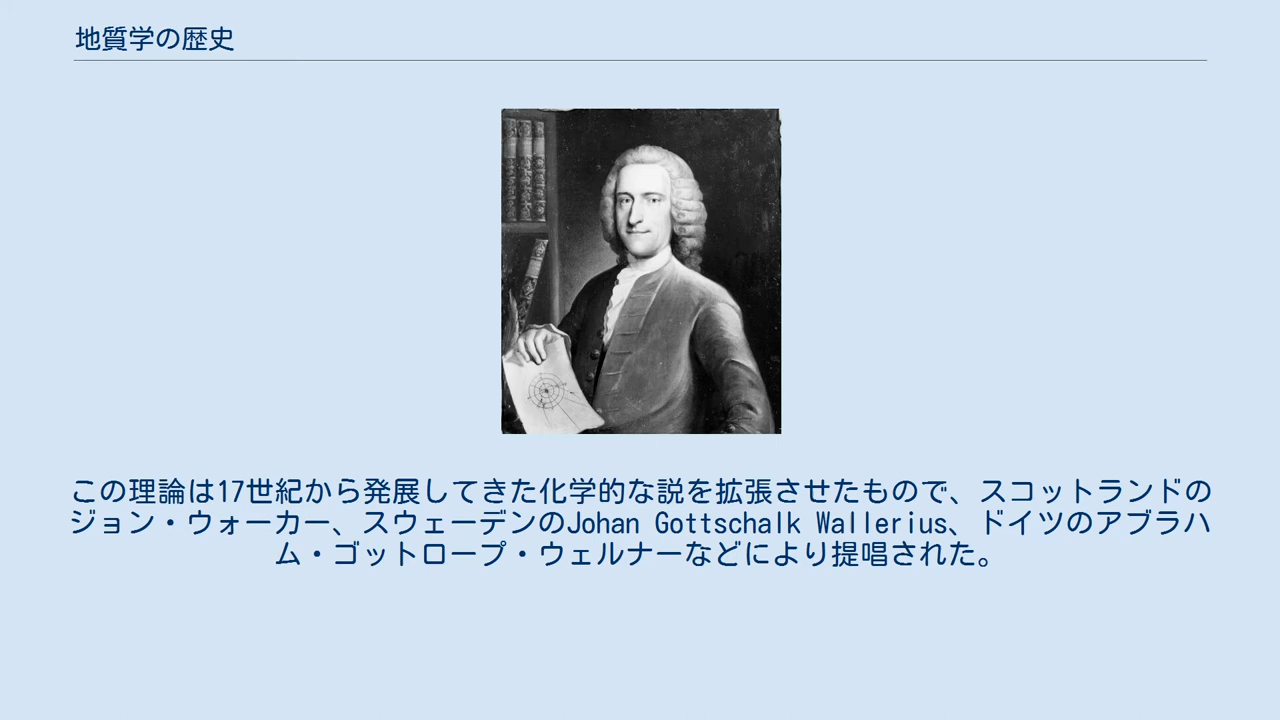 地質学の歴史
この理論は17世紀から発展してきた化学的な説を拡張させたもので、スコットランドの
ジョン・ウォーカー、スウェーデンのJohan Gottschalk Wallerius、ドイツのアブラハ
ム・ゴットロープ・ウェルナーなどにより提唱された。